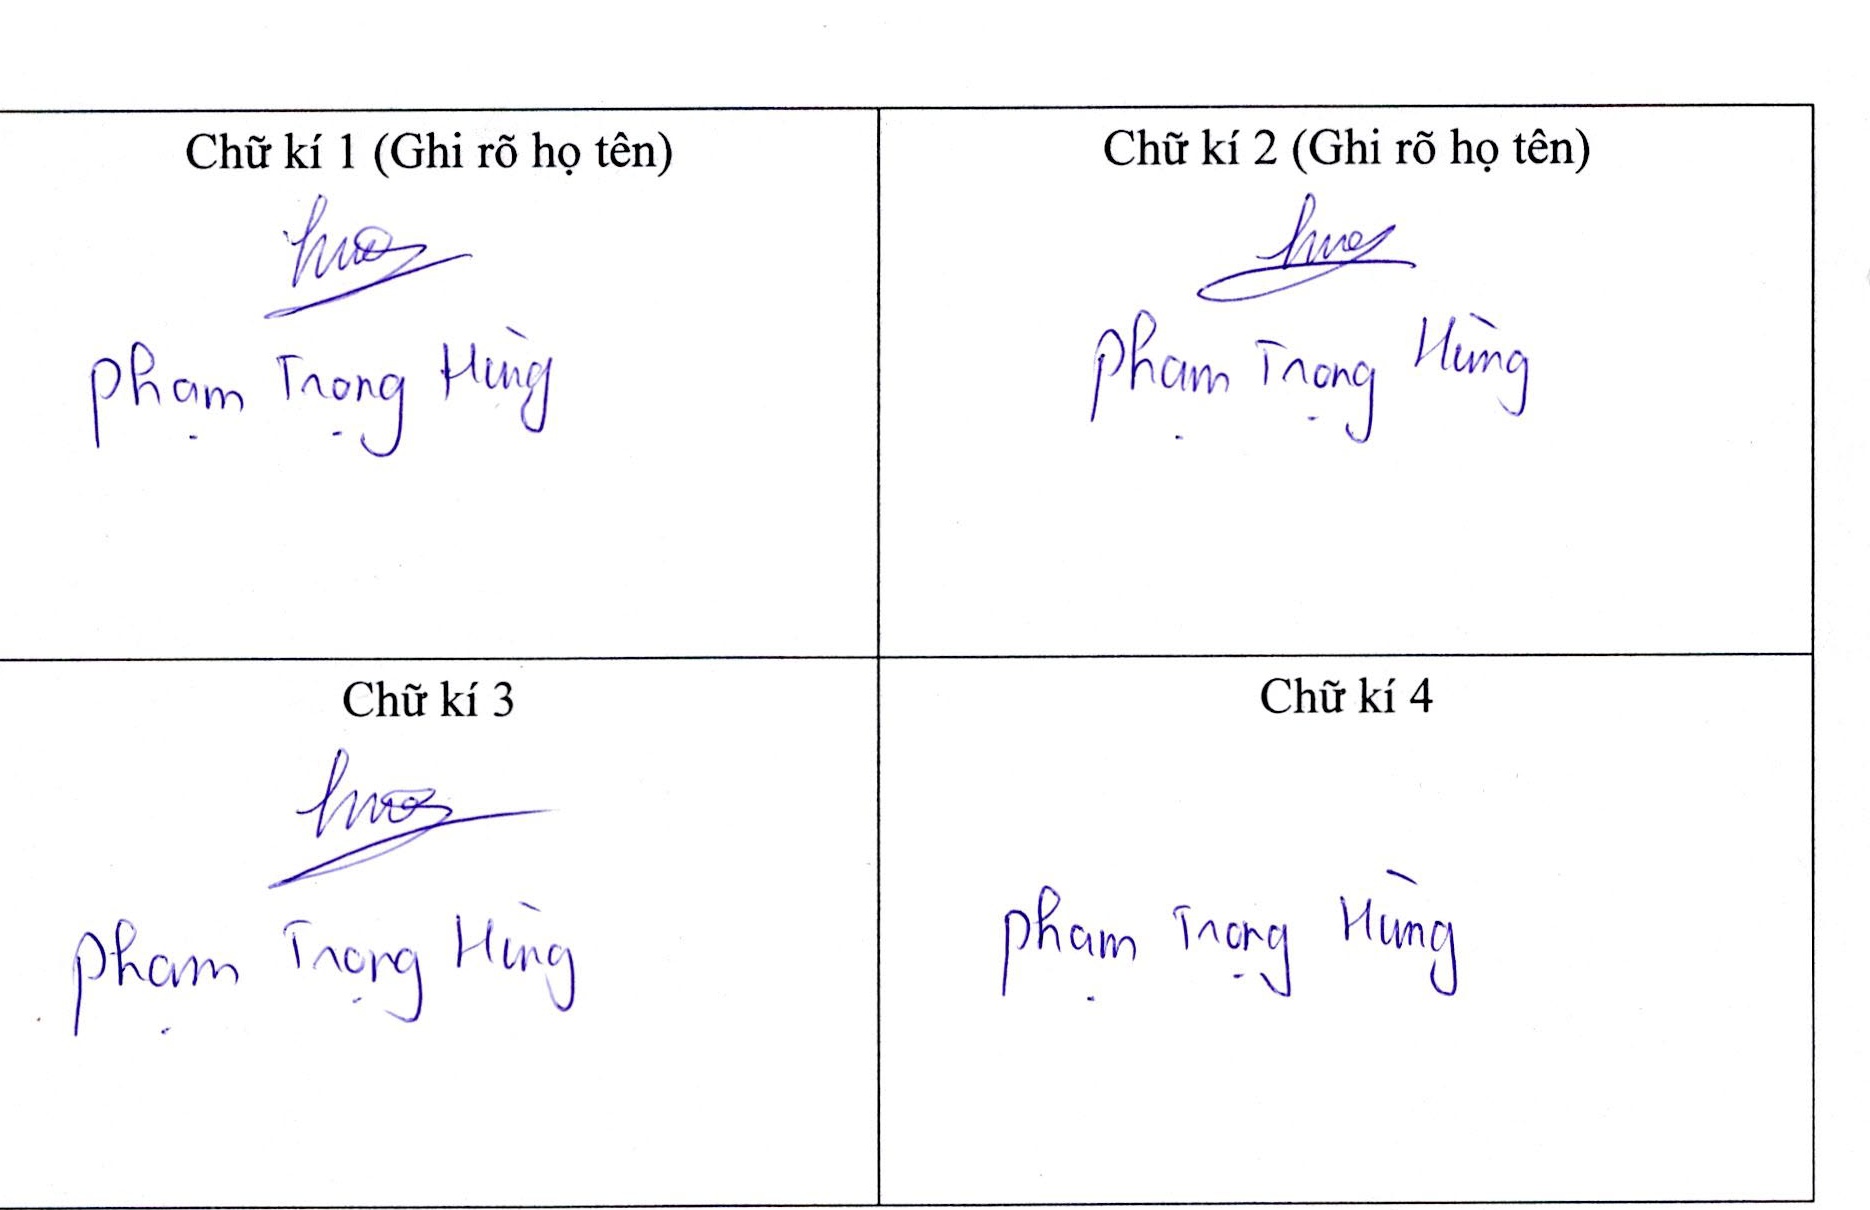 Chữ kí 1 (Ghi rõ họ tên)
Phạm Trọng Hùng
Chữ kí 2 (Ghi rõ họ tên)
Phạm Trọng Hùng
Chữ kí 3
Phạm Trọng Hùng
Chữ kí 4
Phạm Trọng Hùng